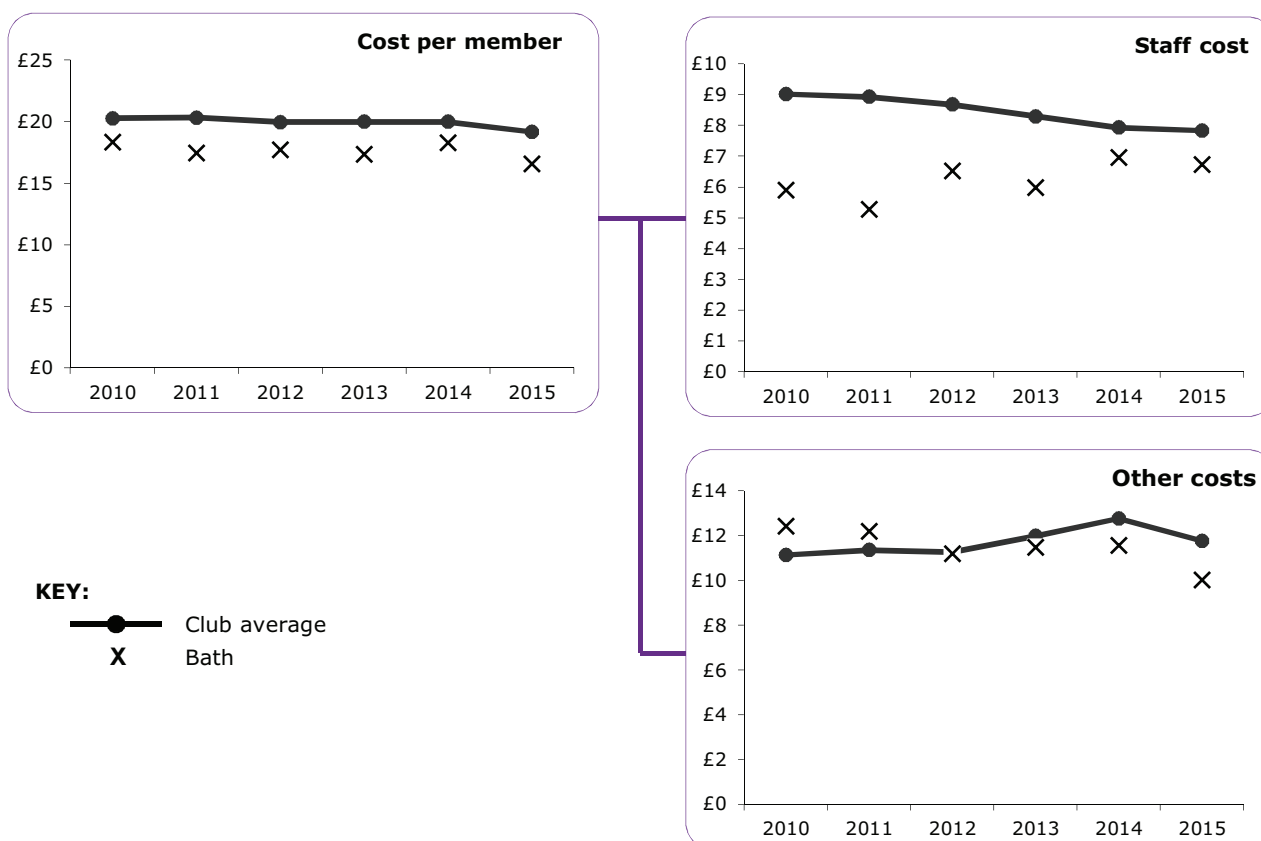 Cost per member
£25
£20
£15
£10
£5
£0
2010 2011 2012 2013 2014 2015
Staff cost
£10
£9
£8
£7
£6
£5
£4
£3
£2
£1
£0
2010 2011 2012 2013 2014 2015
Other costs
£14
£12
£10
£8
£6
£4
£2
£0
2010 2011 2012 2013 2014 2015
KEY:
Club average
X Bath